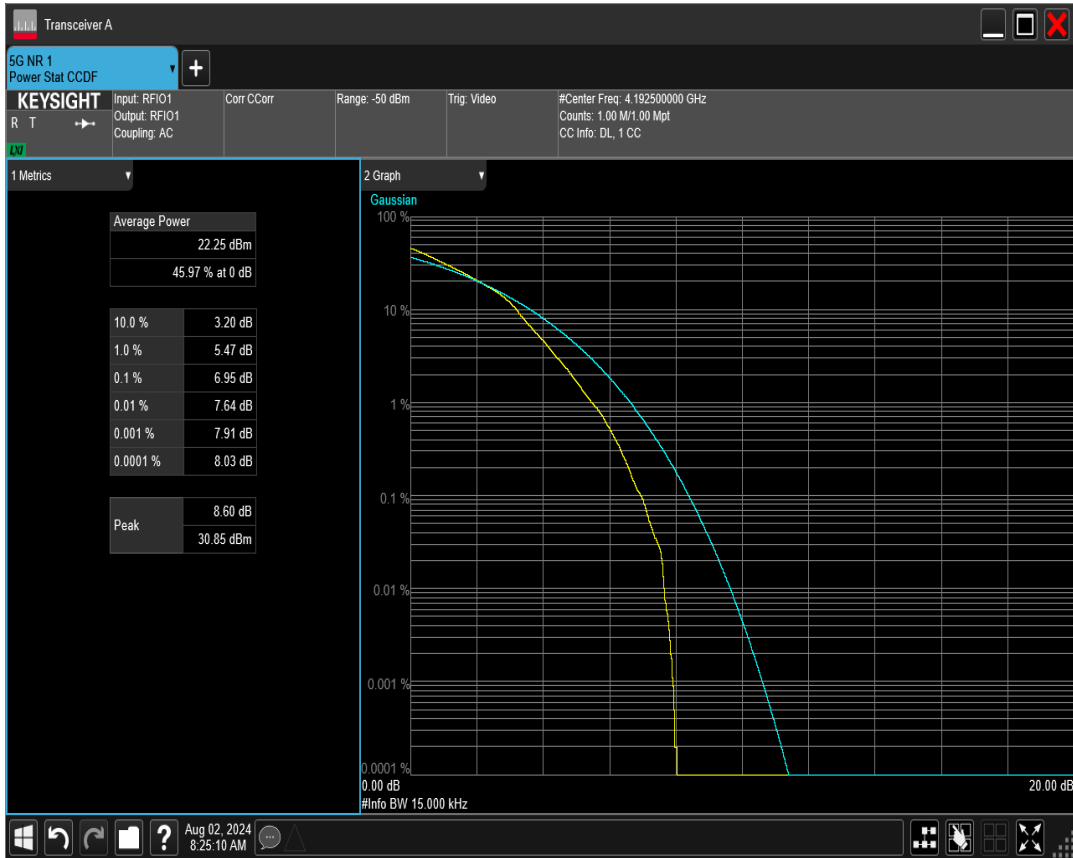 Transceiver A
5G NR 1
Power Stat CCDF
+
KEYSIGHT
R T
LXI
Input: RFIO1
Output: RFIO1
Coupling: AC
Corr CCorr
Range: -50 dBm
Trig: Video
#Center Freq: 4.192500000 GHz
Counts: 1.00 M/1.00 Mpt
CC Info: DL, 1 CC
1 Metrics
Average Power
22.25 dBm
45.97 % at 0 dB
10.0 % 3.20 dB
1.0 % 5.47 dB
0.1 % 6.95 dB
0.01 % 7.64 dB
0.001 % 7.91 dB
0.0001 % 8.03 dB
Peak
8.60 dB
30.85 dBm
2 Graph
Gaussian
100 %
10 %
1 %
0.1 %
0.01 %
0.001 %
0.0001 %
0.00 dB 20.00 dB
#Info BW 15.000 kHz
?
Aug 02, 2024
8:25:10 AM